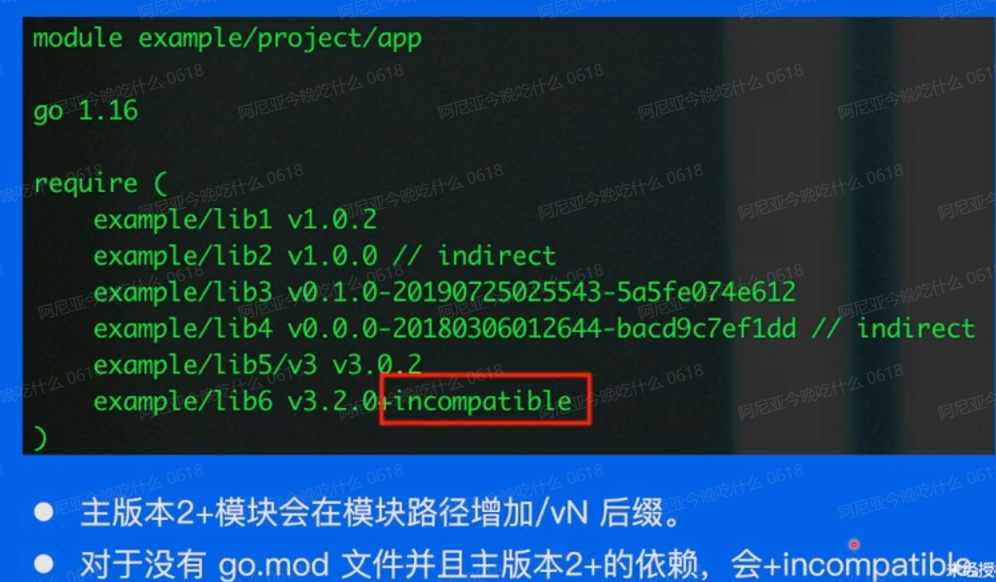 module example/project/app
go 1.16
require (
example/lib1 v1.0.2
example/lib2 v1.0.0 // indirect
example/lib3 v0.1.0-20190725025543-5a5fe074e612
example/lib4 v0.0.0-20180306012644-bacd9c7ef1dd // indirect
example/lib5/v3 v3.0.2
example/lib6 v3.2.0+incompatible
)
主版本2+模块会在模块路径增加/vN 后缀。
对于没有 go.mod 文件并且主版本2+的依赖，会+incompatible
阿尼亚今晚吃什么 0618